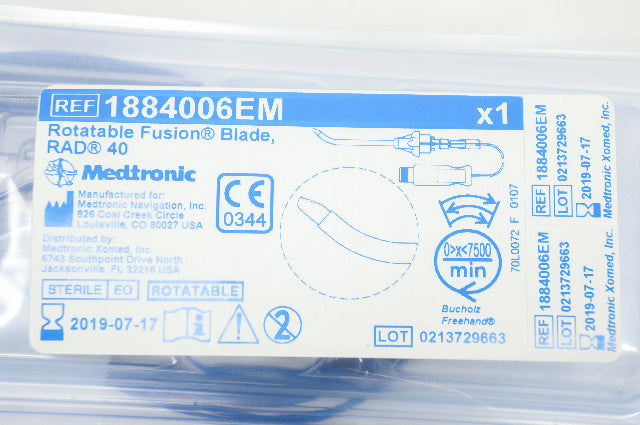 REF 1884006EM x1
Rotatable Fusion® Blade,
RAD® 40
Medtronic
Manufactured for:
Medtronic Navigation, Inc.
826 Coal Creek Circle
Louisville, CO 80027 USA
CE
0344
Distributed by:
Medtronic Xomed, Inc.
6743 Southpoint Drive North
Jacksonville, FL 32216 USA
STERILE EO ROTATABLE
2019-07-17
2
0>x<7500
min
Bucholz
Freehand®
LOT 0213729663
70L0072 F 0107
REF 1884006EM
LOT 0213729663
2019-07-17
Medtronic Xomed, Inc.
REF 1884006EM
LOT 0213729663
2019-07-17
Medtronic Xomed, Inc.